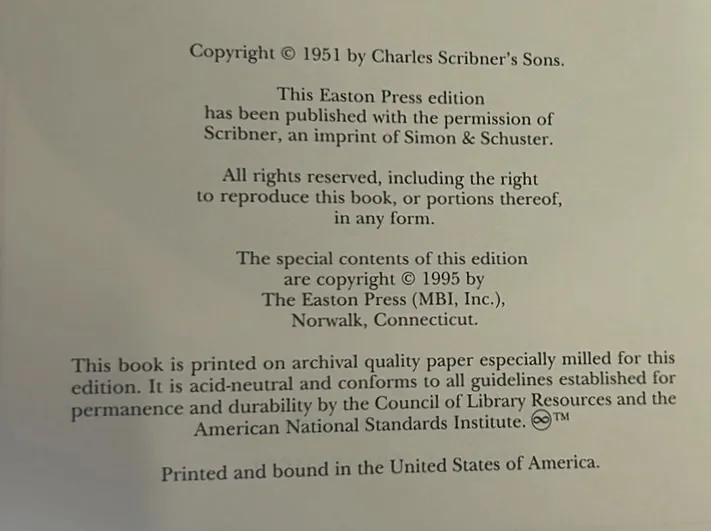 Copyright © 1951 by Charles Scribner's Sons.
This Easton Press edition
has been published with the permission of
Scribner, an imprint of Simon & Schuster.
All rights reserved, including the right
to reproduce this book, or portions thereof,
in any form.
The special contents of this edition
are copyright © 1995 by
The Easton Press (MBI, Inc.),
Norwalk, Connecticut.
This book is printed on archival quality paper especially milled for this
edition. It is acid-neutral and conforms to all guidelines established for
permanence and durability by the Council of Library Resources and the
American National Standards Institute. ♾™
Printed and bound in the United States of America.